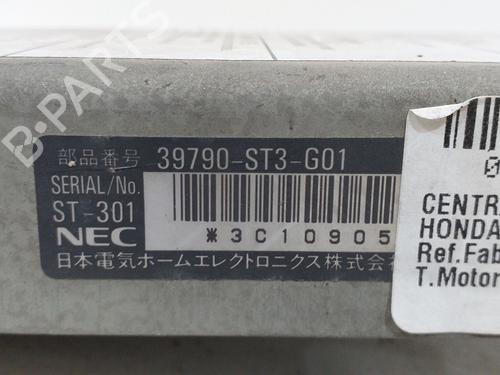 B-PARTS
部品番号 39790-ST3-G01
SERIAL/No.
ST-301
NEC
*3C10905
日本電気ホームエレクトロニクス株式会
0
CENTR
HONDA
Ref.Fab
T.Motor